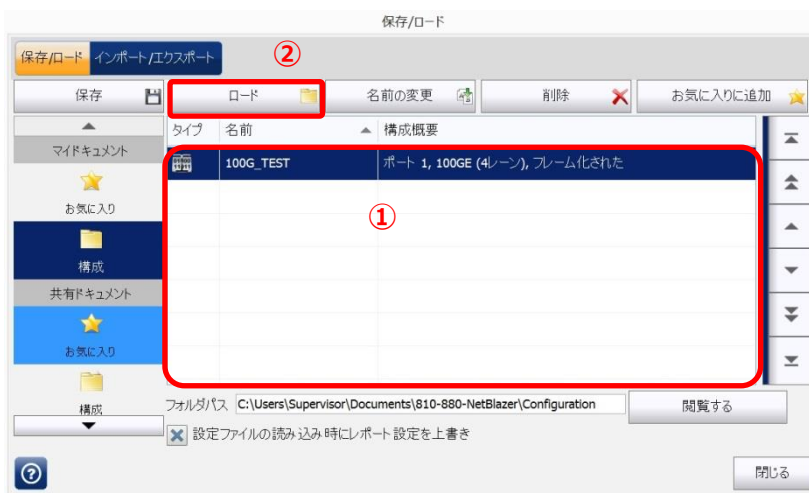 保存/ロード
保存/ロード インポート/エクスポート ②
保存 ロード 名前の変更 削除 お気に入りに追加
タイプ 名前 構成概要
マイドキュメント
100G_TEST ポート 1, 100GE (4レーン), フレーム化された
お気に入り
①
構成
共有ドキュメント
お気に入り
構成
フォルダパス C:\Users\Supervisor\Documents\810-880-NetBlazer\Configuration 閲覧する
設定ファイルの読み込み時にレポート設定を上書き
閉じる